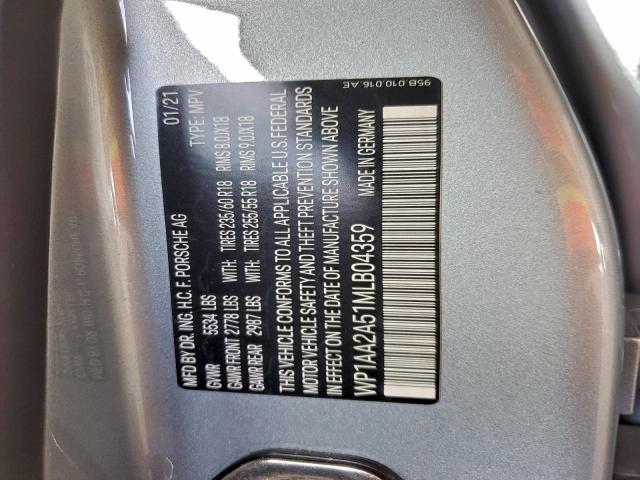 MFD BY DR. ING. H.C. F. PORSCHE AG 01/21
GVWR 5534 LBS TYPE: MPV
GAWR FRONT 2778 LBS WITH: TIRES 235/60 R18 RIMS 8.0JX18
GAWR REAR 2987 LBS WITH: TIRES 255/55 R18 RIMS 9.0JX18
THIS VEHICLE CONFORMS TO ALL APPLICABLE U.S. FEDERAL
MOTOR VEHICLE SAFETY AND THEFT PREVENTION STANDARDS
IN EFFECT ON THE DATE OF MANUFACTURE SHOWN ABOVE
WP1AA2A51MLB04359 MADE IN GERMANY
95B.010.016.AE